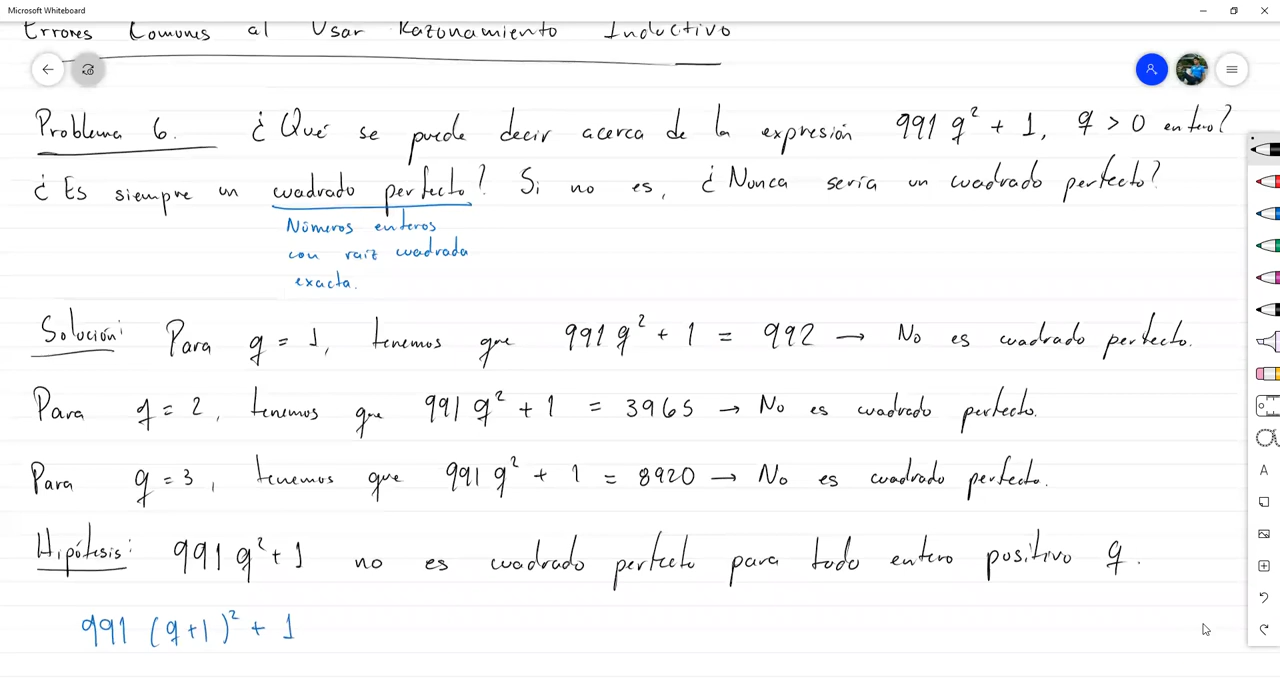 Microsoft Whiteboard
Errores Comunes al Usar Razonamiento Inductivo
Problema 6. ¿Qué se puede decir acerca de la expresión 991 q² + 1, q > 0 entero?
¿Es siempre un cuadrado perfecto? Si no es, ¿Nunca sería un cuadrado perfecto?
Números enteros
con raíz cuadrada
exacta.
Solución: Para q = 1, tenemos que 991 q² + 1 = 992 → No es cuadrado perfecto.
Para q = 2, tenemos que 991 q² + 1 = 3965 → No es cuadrado perfecto.
Para q = 3, tenemos que 991 q² + 1 = 8920 → No es cuadrado perfecto.
Hipótesis: 991 q² + 1 no es cuadrado perfecto para todo entero positivo q.
991 (q+1)² + 1
A